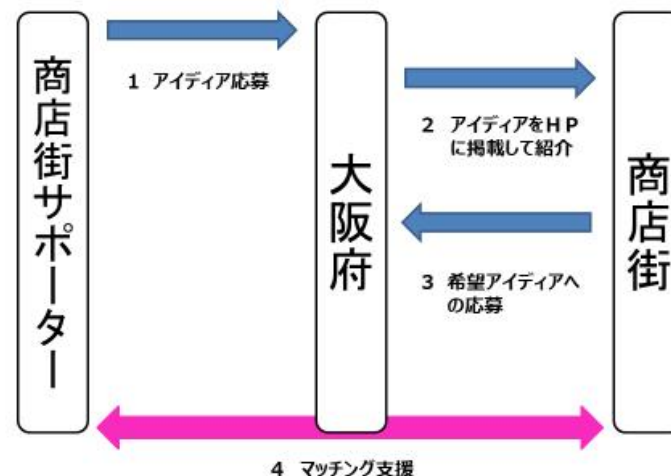 商店街サポーター
1 アイディア応募
大阪府
2 アイディアをＨＰ
に掲載して紹介
商店街
3 希望アイディアへ
の応募
4 マッチング支援